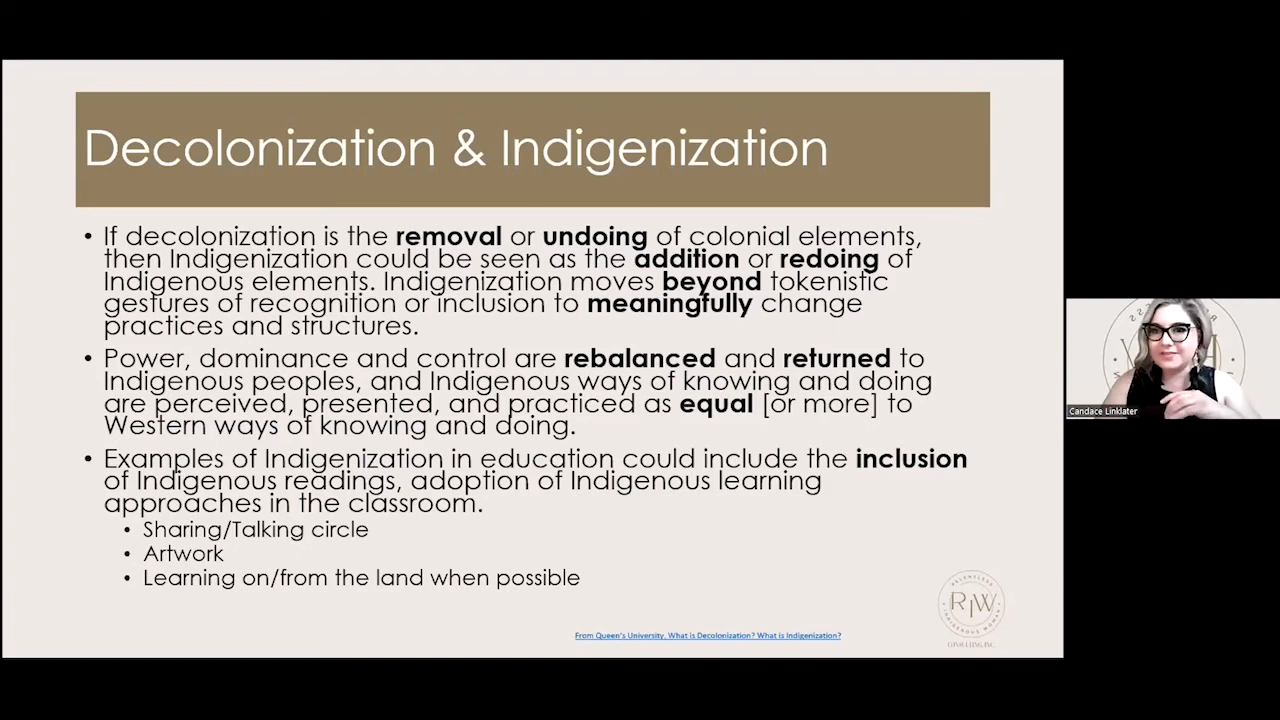 Decolonization & Indigenization
• If decolonization is the removal or undoing of colonial elements,
then Indigenization could be seen as the addition or redoing of
Indigenous elements. Indigenization moves beyond tokenistic
gestures of recognition or inclusion to meaningfully change
practices and structures.
• Power, dominance and control are rebalanced and returned to
Indigenous peoples, and Indigenous ways of knowing and doing
are perceived, presented, and practiced as equal [or more] to
Western ways of knowing and doing.
• Examples of Indigenization in education could include the inclusion
of Indigenous readings, adoption of Indigenous learning
approaches in the classroom.
• Sharing/Talking circle
• Artwork
• Learning on/from the land when possible
From Queen's University, What is Decolonization? What is Indigenization?
RELENTLESS
RIW
INDIGENOUS WOMAN
CONSULTING INC.
Candace Linklater